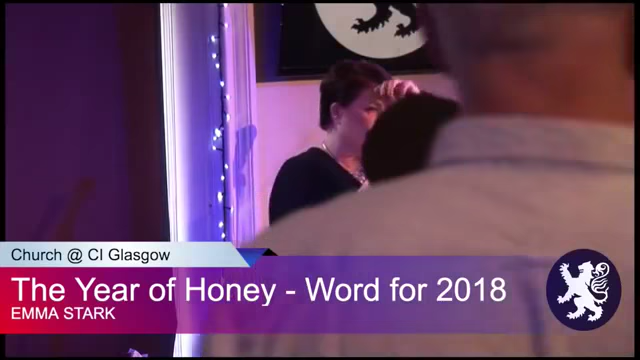 Church @ CI Glasgow
The Year of Honey - Word for 2018
EMMA STARK